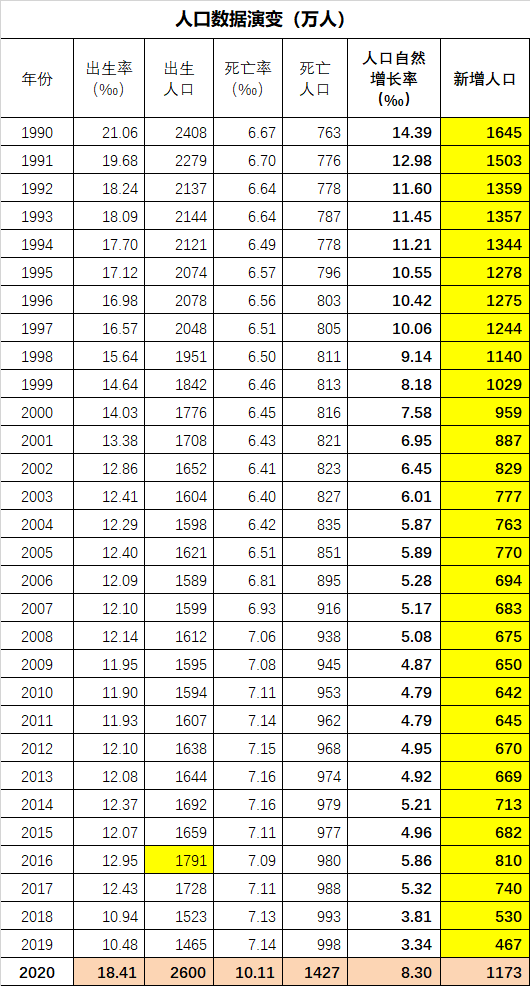 人口数据演变（万人）
年份 出生率（‰） 出生人口 死亡率（‰） 死亡人口 人口自然增长率（‰） 新增人口
1990 21.06 2408 6.67 763 14.39 1645
1991 19.68 2279 6.70 776 12.98 1503
1992 18.24 2137 6.64 778 11.60 1359
1993 18.09 2144 6.64 787 11.45 1357
1994 17.70 2121 6.49 778 11.21 1344
1995 17.12 2074 6.57 796 10.55 1278
1996 16.98 2078 6.56 803 10.42 1275
1997 16.57 2048 6.51 805 10.06 1244
1998 15.64 1951 6.50 811 9.14 1140
1999 14.64 1842 6.46 813 8.18 1029
2000 14.03 1776 6.45 816 7.58 959
2001 13.38 1708 6.43 821 6.95 887
2002 12.86 1652 6.41 823 6.45 829
2003 12.41 1604 6.40 827 6.01 777
2004 12.29 1598 6.42 835 5.87 763
2005 12.40 1621 6.51 851 5.89 770
2006 12.09 1589 6.81 895 5.28 694
2007 12.10 1599 6.93 916 5.17 683
2008 12.14 1612 7.06 938 5.08 675
2009 11.95 1595 7.08 945 4.87 650
2010 11.90 1594 7.11 953 4.79 642
2011 11.93 1607 7.14 962 4.79 645
2012 12.10 1638 7.15 968 4.95 670
2013 12.08 1644 7.16 974 4.92 669
2014 12.37 1692 7.16 979 5.21 713
2015 12.07 1659 7.11 977 4.96 682
2016 12.95 1791 7.09 980 5.86 810
2017 12.43 1728 7.11 988 5.32 740
2018 10.94 1523 7.13 993 3.81 530
2019 10.48 1465 7.14 998 3.34 467
2020 18.41 2600 10.11 1427 8.30 1173